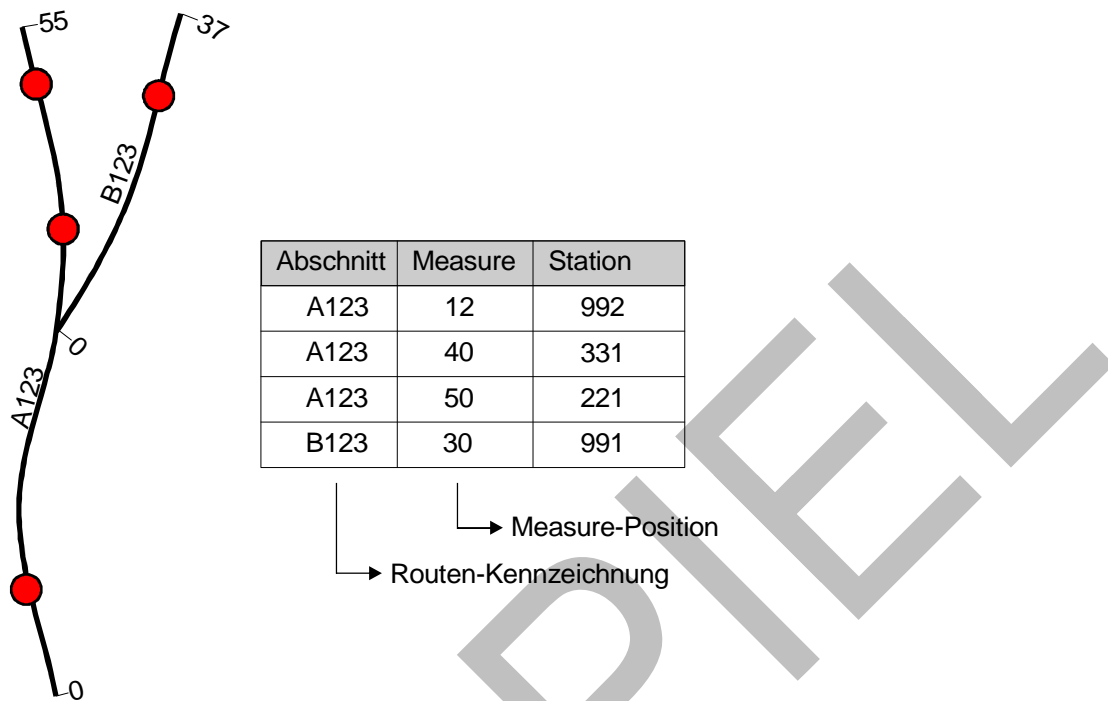 55
37
B123
0
A123
0
Abschnitt Measure Station
A123 12 992
A123 40 331
A123 50 221
B123 30 991
Measure-Position
Routen-Kennzeichnung
PIEL